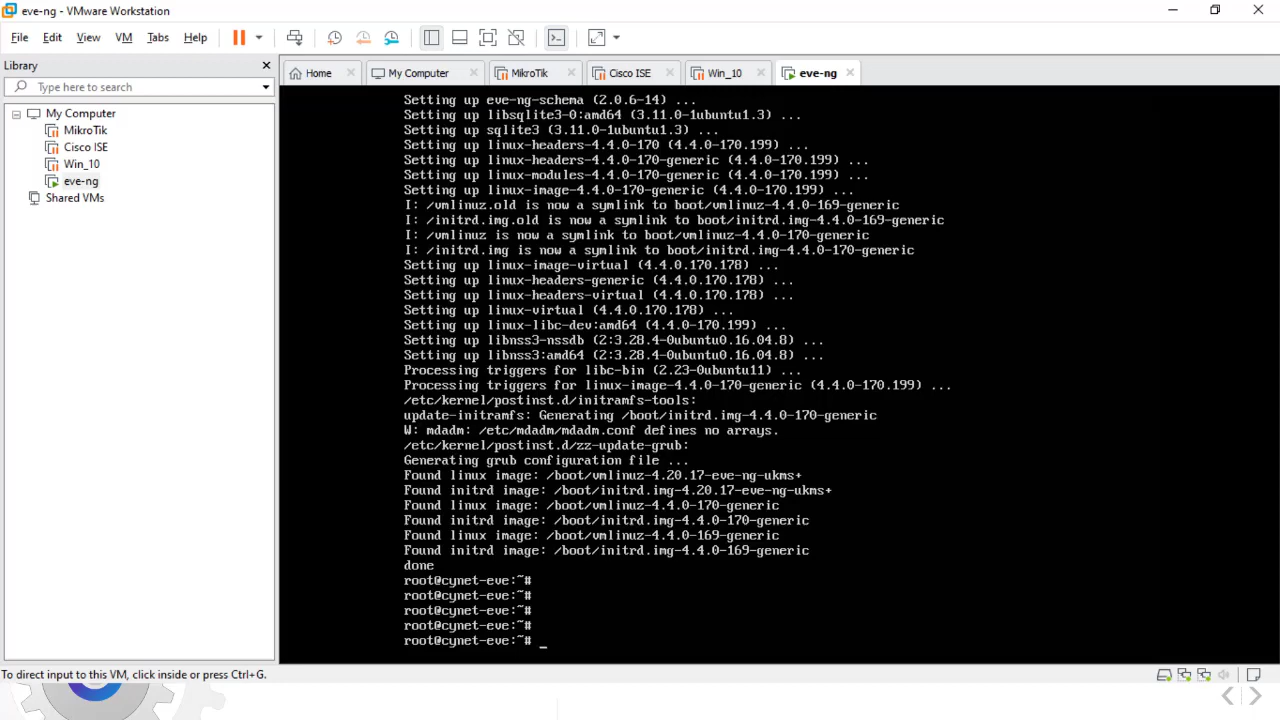 eve-ng - VMware Workstation
File Edit View VM Tabs Help
Library
Type here to search
My Computer
MikroTik
Cisco ISE
Win_10
eve-ng
Shared VMs
Home My Computer MikroTik Cisco ISE Win_10 eve-ng
Setting up eve-ng-schema (2.0.6-14) ...
Setting up libsqlite3-0:amd64 (3.11.0-1ubuntu1.3) ...
Setting up sqlite3 (3.11.0-1ubuntu1.3) ...
Setting up linux-headers-4.4.0-170 (4.4.0-170.199) ...
Setting up linux-headers-4.4.0-170-generic (4.4.0-170.199) ...
Setting up linux-modules-4.4.0-170-generic (4.4.0-170.199) ...
Setting up linux-image-4.4.0-170-generic (4.4.0-170.199) ...
I: /vmlinuz.old is now a symlink to boot/vmlinuz-4.4.0-169-generic
I: /initrd.img.old is now a symlink to boot/initrd.img-4.4.0-169-generic
I: /vmlinuz is now a symlink to boot/vmlinuz-4.4.0-170-generic
I: /initrd.img is now a symlink to boot/initrd.img-4.4.0-170-generic
Setting up linux-image-virtual (4.4.0.170.178) ...
Setting up linux-headers-generic (4.4.0.170.178) ...
Setting up linux-headers-virtual (4.4.0.170.178) ...
Setting up linux-virtual (4.4.0.170.178) ...
Setting up linux-libc-dev:amd64 (4.4.0-170.199) ...
Setting up libnss3-nssdb (2:3.28.4-0ubuntu0.16.04.8) ...
Setting up libnss3:amd64 (2:3.28.4-0ubuntu0.16.04.8) ...
Processing triggers for libc-bin (2.23-0ubuntu11) ...
Processing triggers for linux-image-4.4.0-170-generic (4.4.0-170.199) ...
/etc/kernel/postinst.d/initramfs-tools:
update-initramfs: Generating /boot/initrd.img-4.4.0-170-generic
W: mdadm: /etc/mdadm/mdadm.conf defines no arrays.
/etc/kernel/postinst.d/zz-update-grub:
Generating grub configuration file ...
Found linux image: /boot/vmlinuz-4.20.17-eve-ng-ukms+
Found initrd image: /boot/initrd.img-4.20.17-eve-ng-ukms+
Found linux image: /boot/vmlinuz-4.4.0-170-generic
Found initrd image: /boot/initrd.img-4.4.0-170-generic
Found linux image: /boot/vmlinuz-4.4.0-169-generic
Found initrd image: /boot/initrd.img-4.4.0-169-generic
done
root@cynet-eve:~#
root@cynet-eve:~#
root@cynet-eve:~#
root@cynet-eve:~#
root@cynet-eve:~# _
To direct input to this VM, click inside or press Ctrl+G.